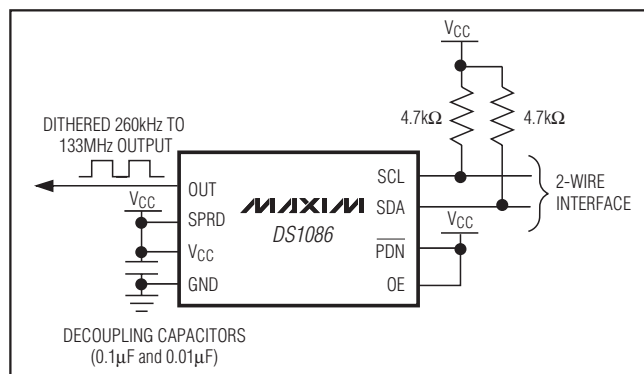 VCC
4.7kΩ 4.7kΩ
DITHERED 260kHz TO
133MHz OUTPUT
OUT
SCL
2-WIRE
INTERFACE
VCC
SPRD
MAXIM
DS1086
SDA
VCC
VCC
PDN
GND
OE
DECOUPLING CAPACITORS
(0.1µF and 0.01µF)